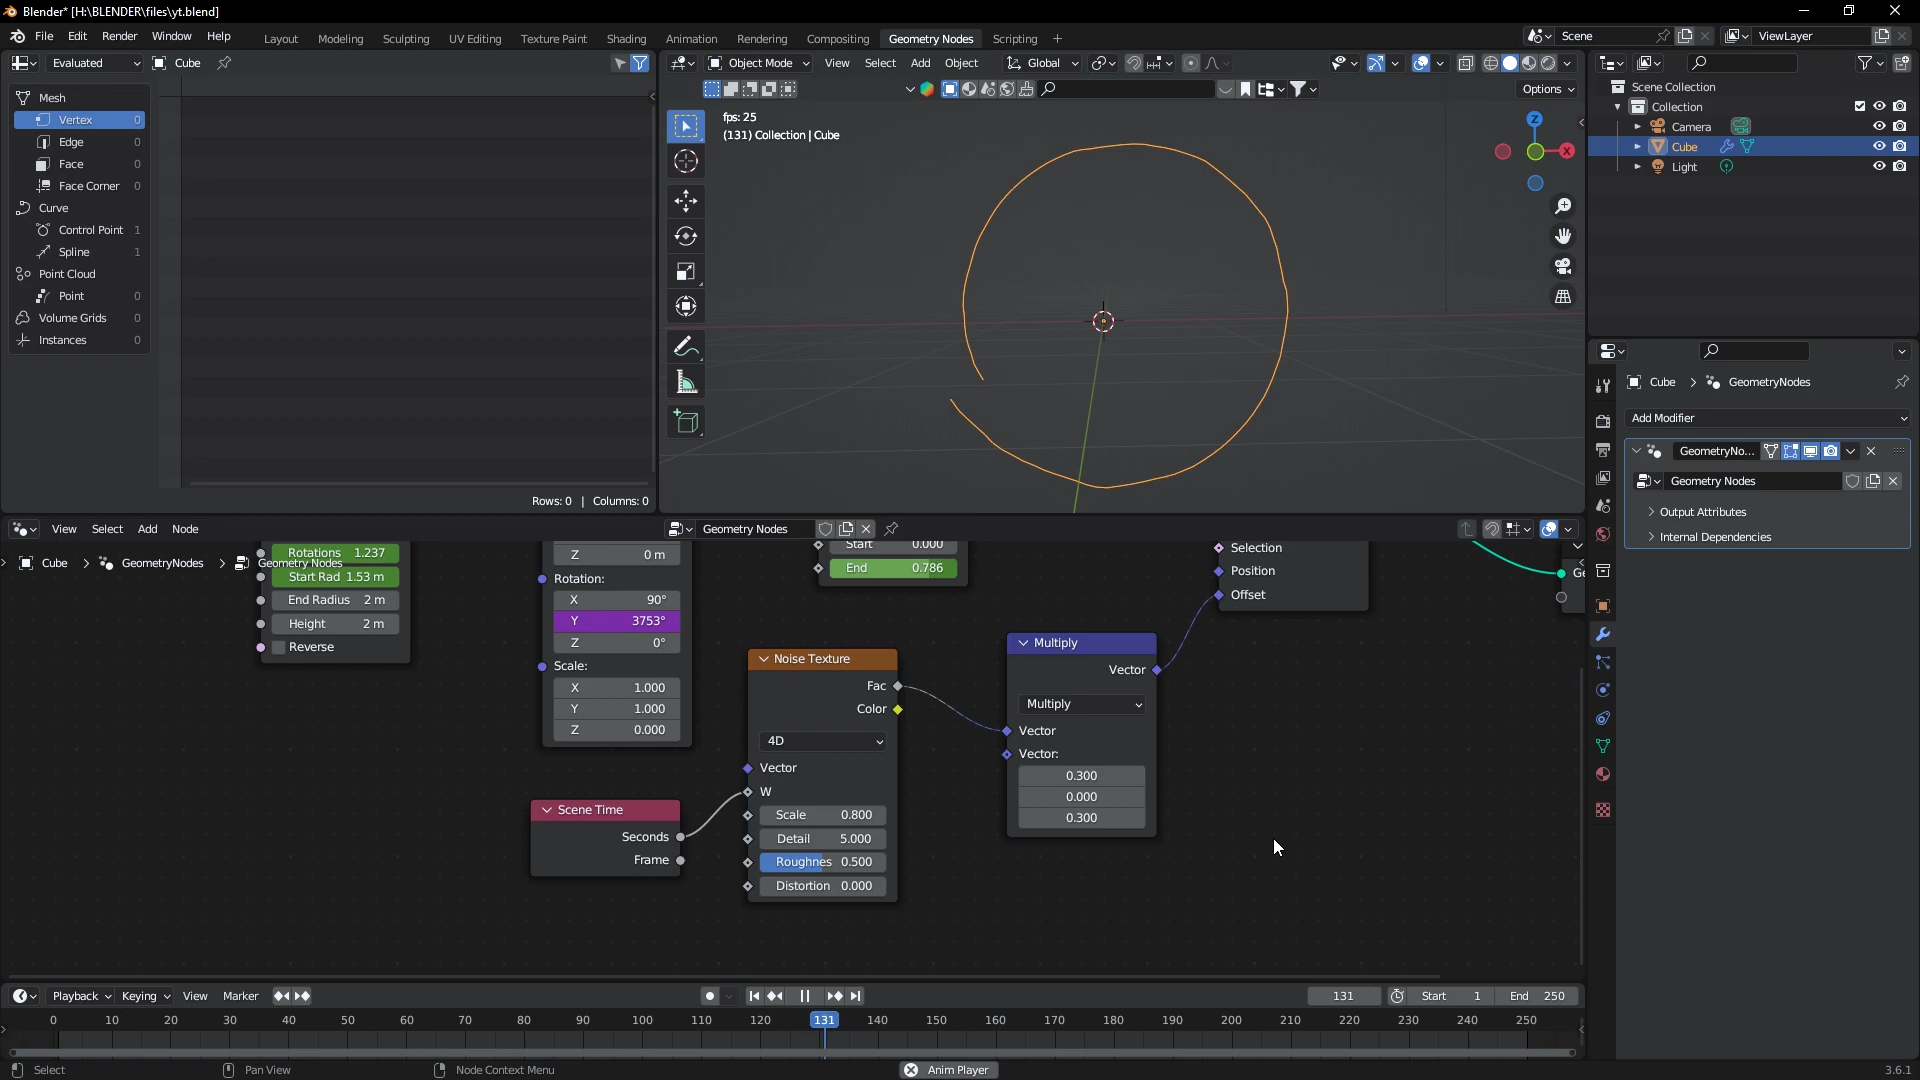 Blender* [H:\BLENDER\files\yt.blend]
File Edit Render Window Help Layout Modeling Sculpting UV Editing Texture Paint Shading Animation Rendering Compositing Geometry Nodes Scripting + Scene ViewLayer
Evaluated Cube
Object Mode View Select Add Object Global
Options
Mesh
Vertex 0
Edge 0
Face 0
Face Corner 0
Curve
Control Point 1
Spline 1
Point Cloud
Point 0
Volume Grids 0
Instances 0
Rows: 0 | Columns: 0
fps: 25
(131) Collection | Cube
Z
X
Scene Collection
Collection
Camera
Cube
Light
Cube > GeometryNodes
Add Modifier
GeometryNo...
Geometry Nodes
Output Attributes
Internal Dependencies
View Select Add Node Geometry Nodes
Cube > GeometryNodes > Geometry Nodes
Rotations 1.237
Start Rad 1.53 m
End Radius 2 m
Height 2 m
Reverse
Z 0 m
Rotation:
X 90°
Y 3753°
Z 0°
Scale:
X 1.000
Y 1.000
Z 0.000
Start 0.000
End 0.786
Selection
Position
Offset
Ge
Noise Texture
Fac
Color
4D
Vector
W
Scale 0.800
Detail 5.000
Roughnes 0.500
Distortion 0.000
Scene Time
Seconds
Frame
Multiply
Vector
Multiply
Vector
Vector:
0.300
0.000
0.300
Playback Keying View Marker 131 Start 1 End 250
0 10 20 30 40 50 60 70 80 90 100 110 120 131 140 150 160 170 180 190 200 210 220 230 240 250
Select Pan View Node Context Menu Anim Player 3.6.1